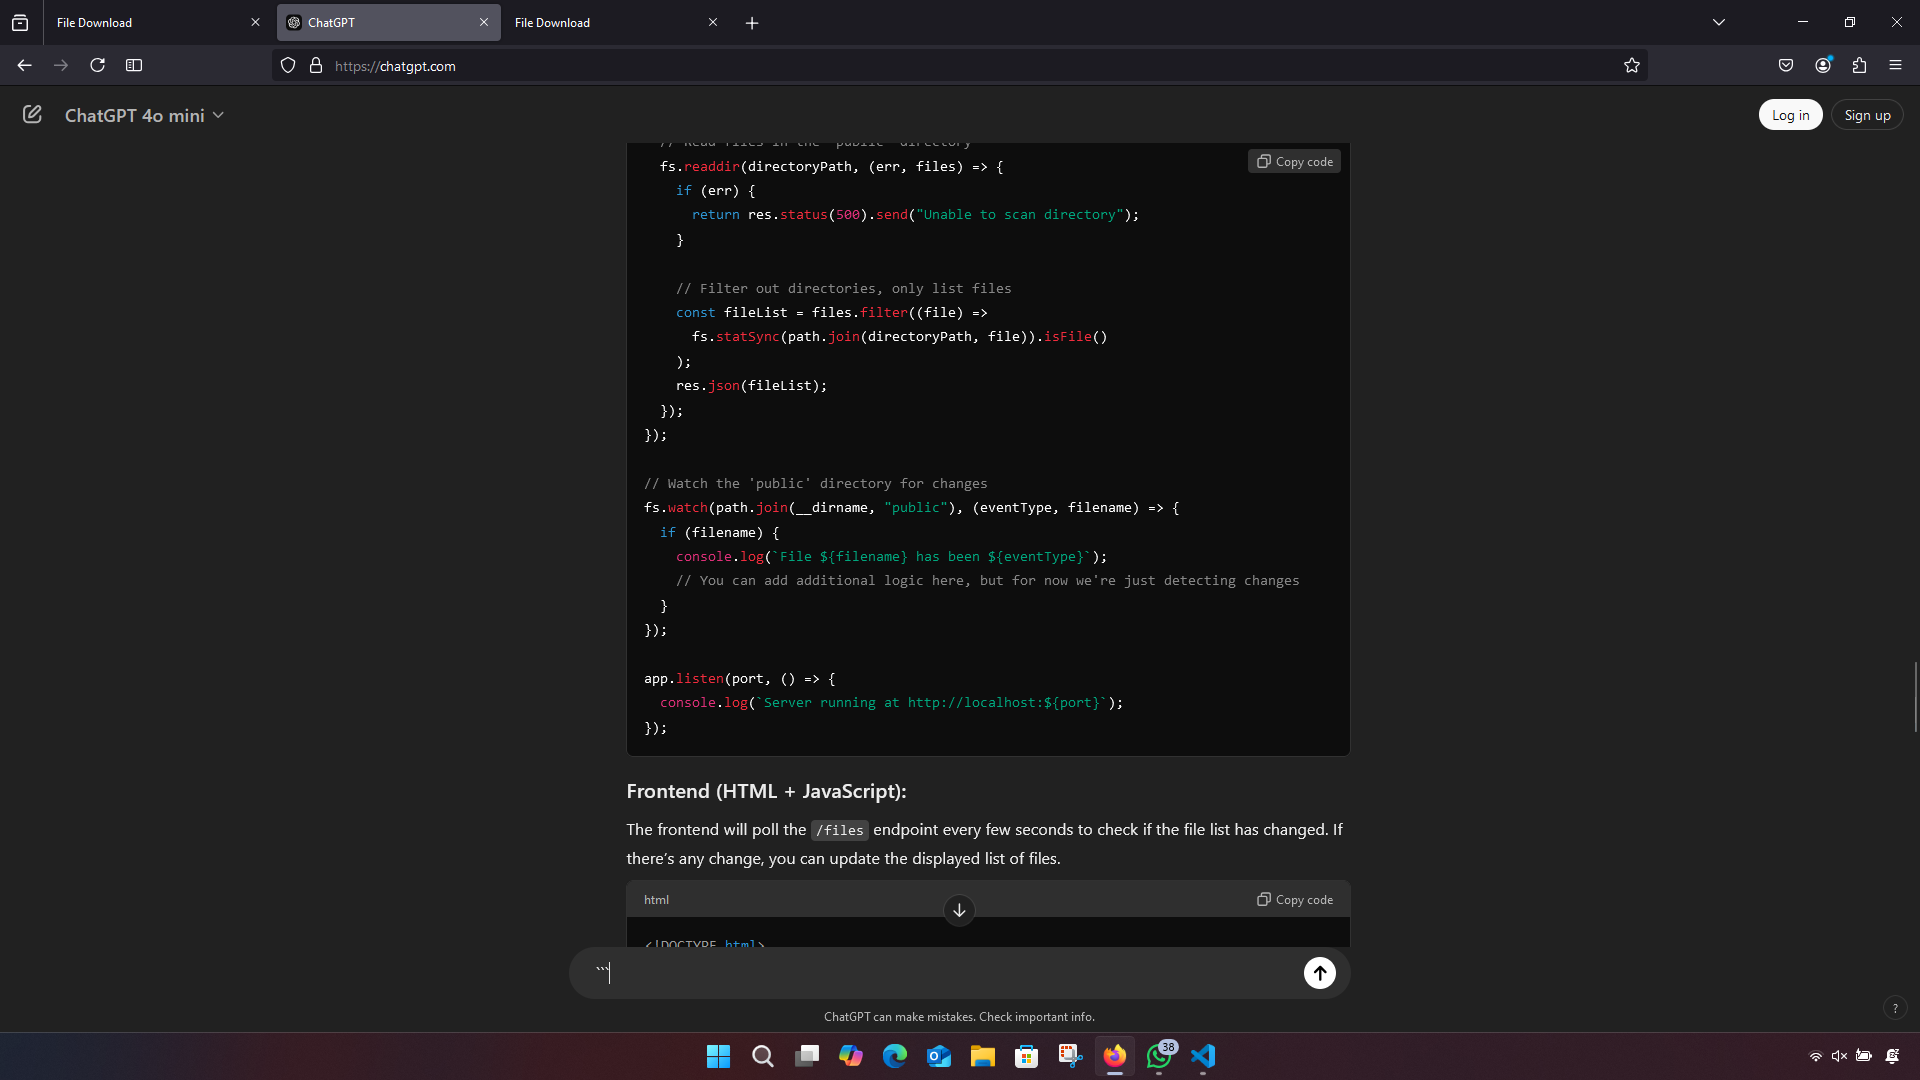 File Download
ChatGPT
File Download
https://chatgpt.com
ChatGPT 4o mini
Log in
Sign up
// Read files in the 'public' directory
Copy code
fs.readdir(directoryPath, (err, files) => {
if (err) {
return res.status(500).send("Unable to scan directory");
}
// Filter out directories, only list files
const fileList = files.filter((file) =>
fs.statSync(path.join(directoryPath, file)).isFile()
);
res.json(fileList);
});
});
// Watch the 'public' directory for changes
fs.watch(path.join(__dirname, "public"), (eventType, filename) => {
if (filename) {
console.log(`File ${filename} has been ${eventType}`);
// You can add additional logic here, but for now we're just detecting changes
}
});
app.listen(port, () => {
console.log(`Server running at http://localhost:${port}`);
});
Frontend (HTML + JavaScript):
The frontend will poll the /files endpoint every few seconds to check if the file list has changed. If
there's any change, you can update the displayed list of files.
html
Copy code
<!DOCTYPE html>
```
ChatGPT can make mistakes. Check important info.
?
38